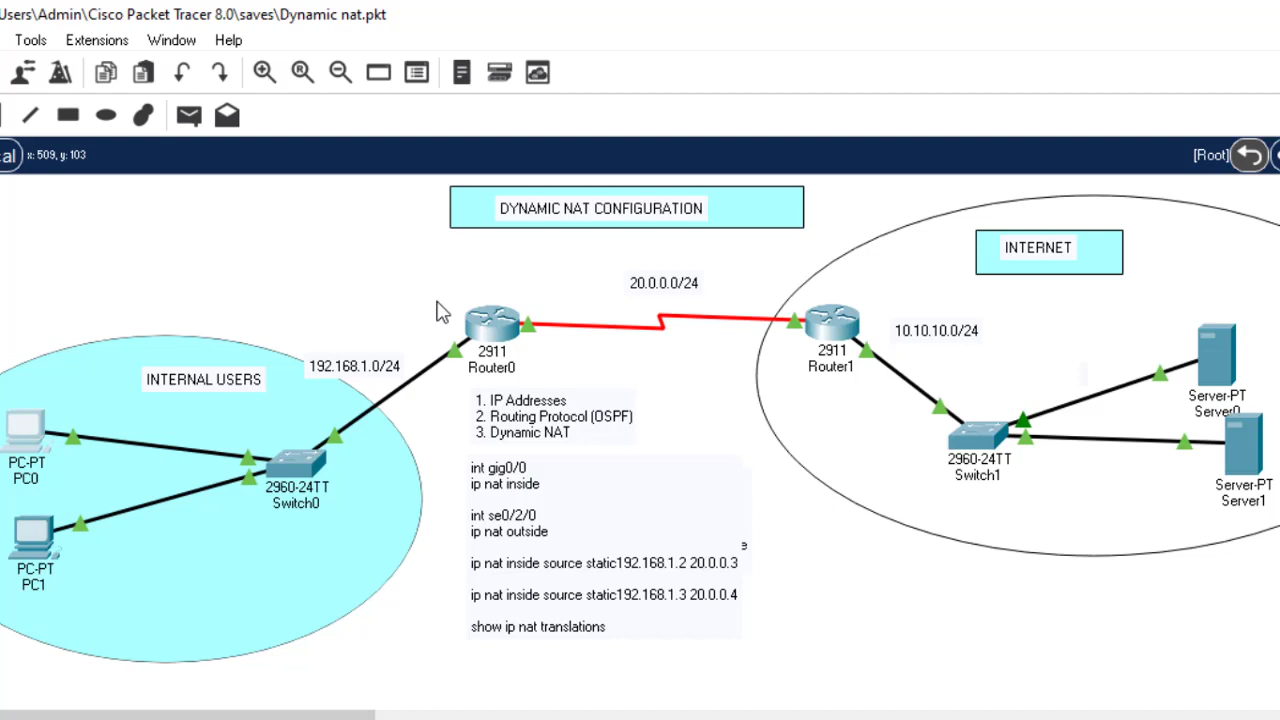 Users\Admin\Cisco Packet Tracer 8.0\saves\Dynamic nat.pkt
Tools Extensions Window Help
al x: 509, y: 103 [Root]
DYNAMIC NAT CONFIGURATION
INTERNET
20.0.0.0/24
10.10.10.0/24
2911
Router0
2911
Router1
192.168.1.0/24
INTERNAL USERS
Server-PT
Server0
1. IP Addresses
2. Routing Protocol (OSPF)
3. Dynamic NAT
PC-PT
PC0
2960-24TT
Switch0
2960-24TT
Switch1
int gig0/0
ip nat inside
Server-PT
Server1
int se0/2/0
ip nat outside
e
ip nat inside source static192.168.1.2 20.0.0.3
PC-PT
PC1
ip nat inside source static192.168.1.3 20.0.0.4
show ip nat translations